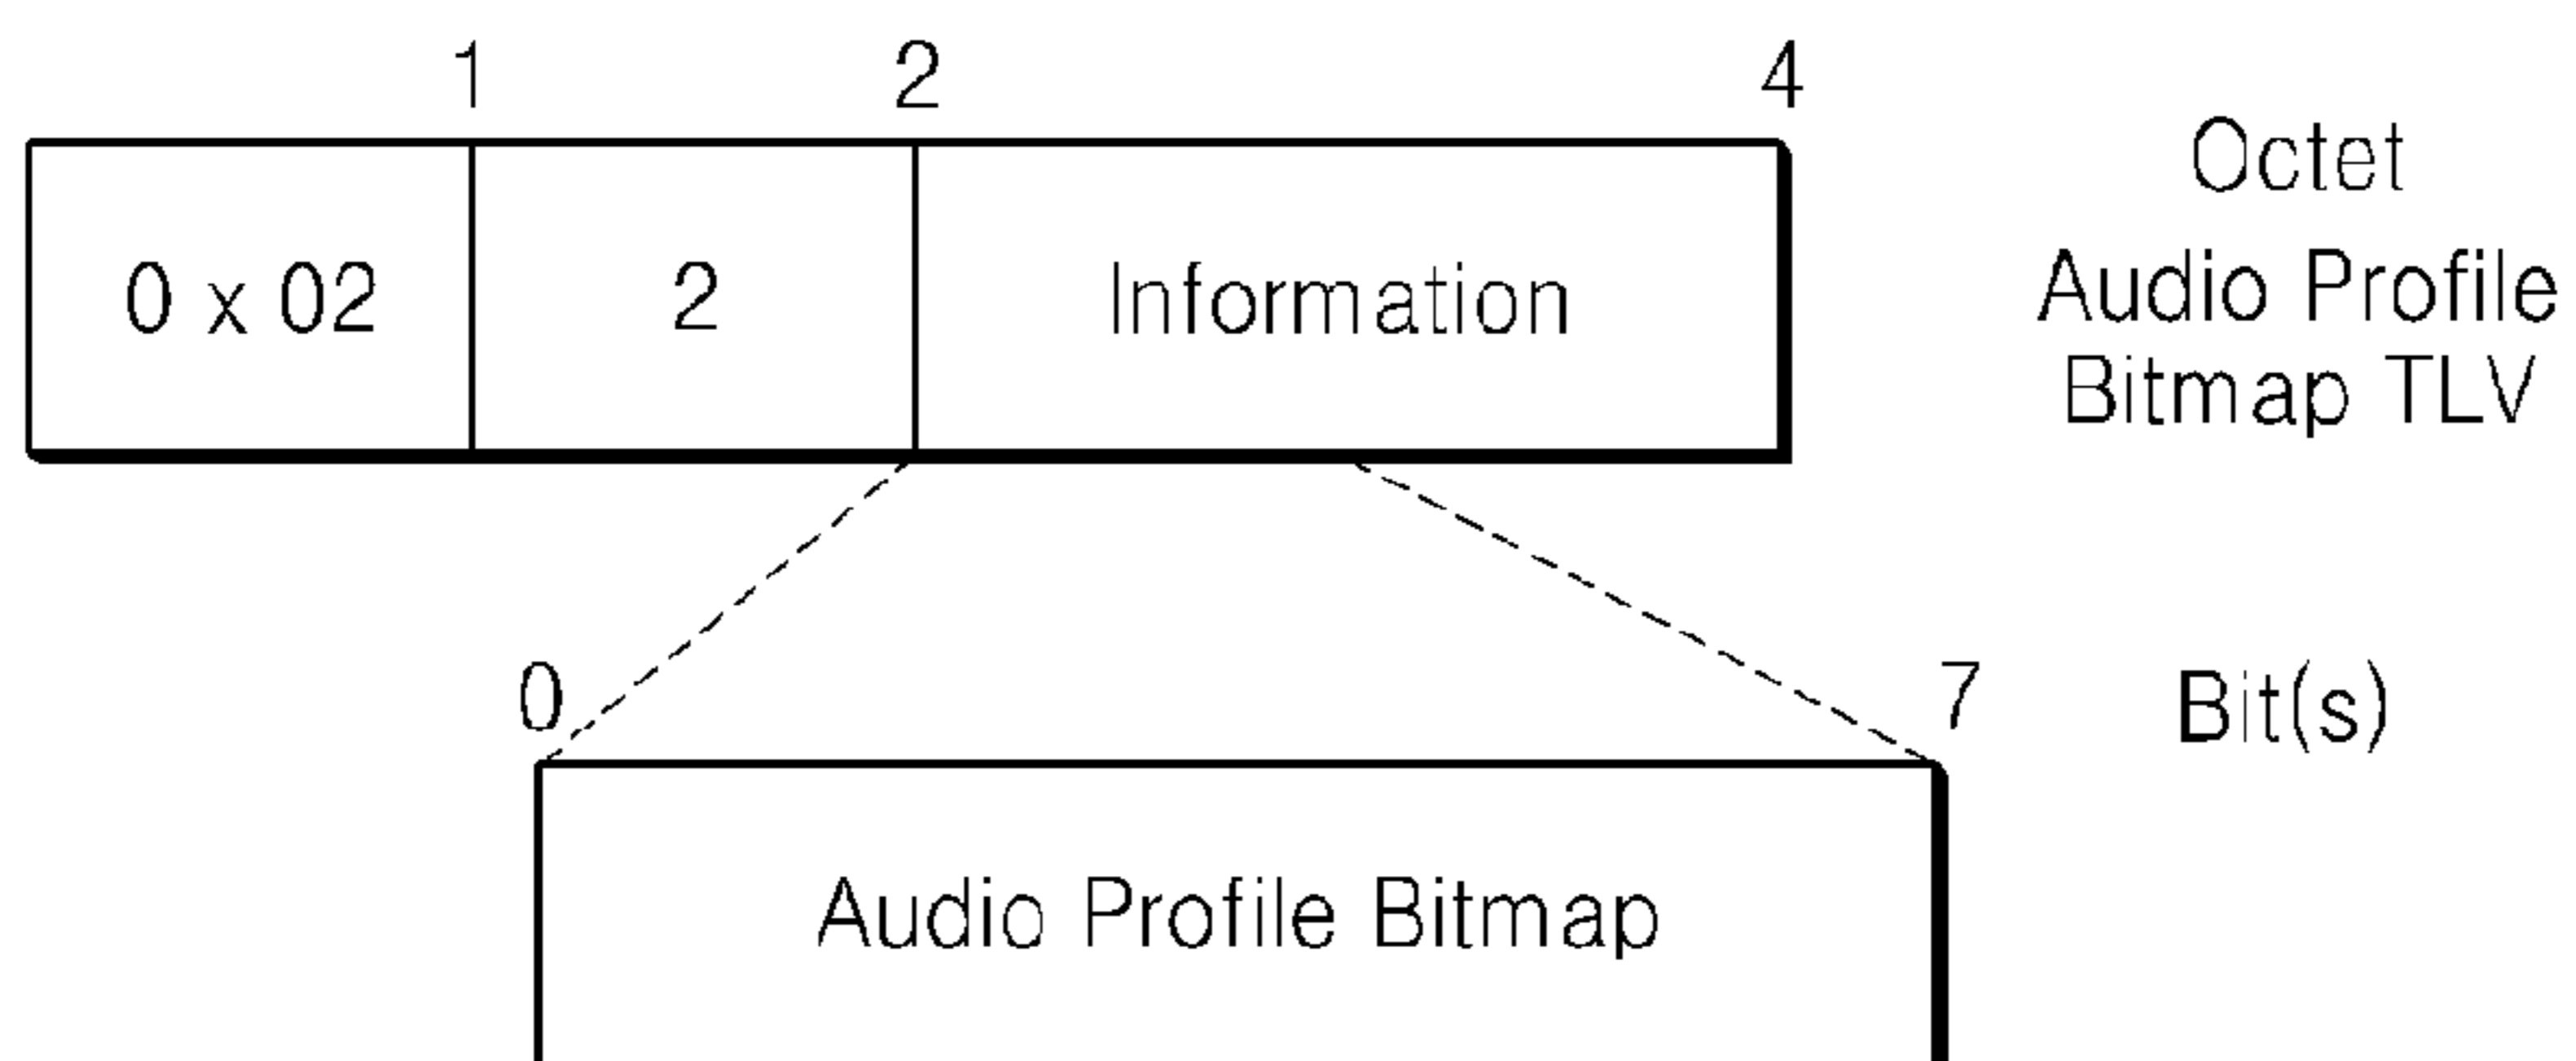 1 2 4
Octet
0 x 02 2 Information
Audio Profile
Bitmap TLV
0 7 Bit(s)
Audio Profile Bitmap